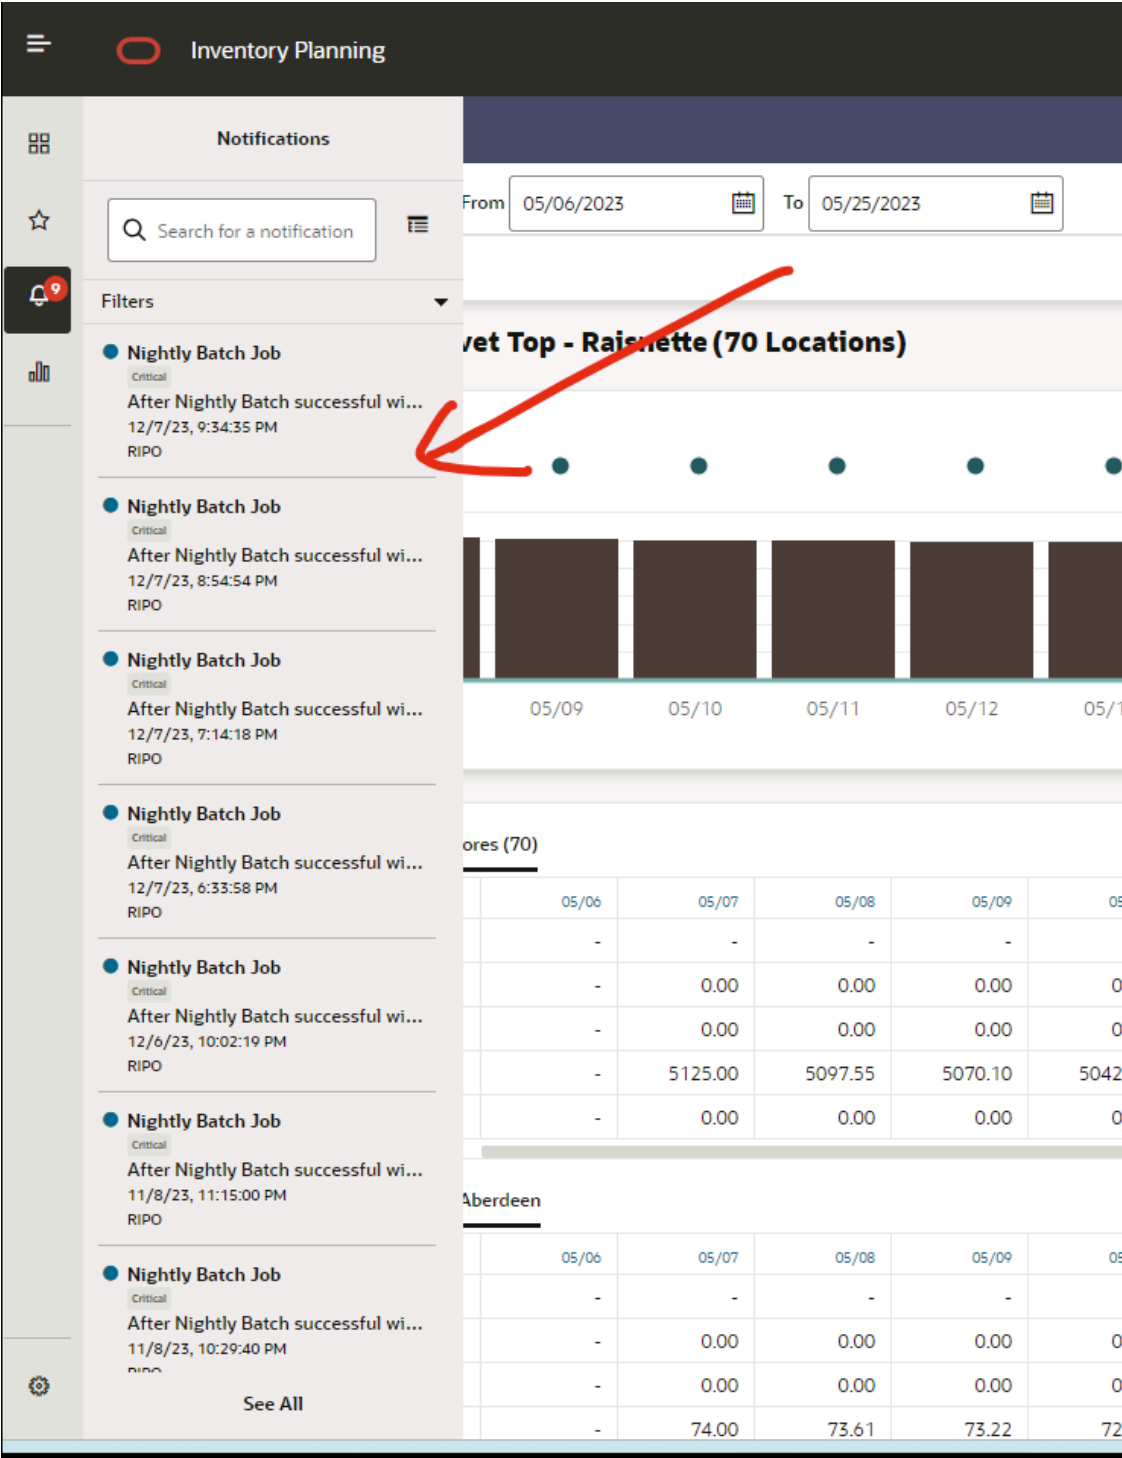 Inventory Planning
Notifications
Search for a notification
9
Filters
Nightly Batch Job
Critical
After Nightly Batch successful wi...
12/7/23, 9:34:35 PM
RIPO
Nightly Batch Job
Critical
After Nightly Batch successful wi...
12/7/23, 8:54:54 PM
RIPO
Nightly Batch Job
Critical
After Nightly Batch successful wi...
12/7/23, 7:14:18 PM
RIPO
Nightly Batch Job
Critical
After Nightly Batch successful wi...
12/7/23, 6:33:58 PM
RIPO
Nightly Batch Job
Critical
After Nightly Batch successful wi...
12/6/23, 10:02:19 PM
RIPO
Nightly Batch Job
Critical
After Nightly Batch successful wi...
11/8/23, 11:15:00 PM
RIPO
Nightly Batch Job
Critical
After Nightly Batch successful wi...
11/8/23, 10:29:40 PM
See All
From 05/06/2023 To 05/25/2023
vet Top - Raisnette (70 Locations)
05/09 05/10 05/11 05/12 05/1
ores (70)
05/06 05/07 05/08 05/09 05
- - - -
- 0.00 0.00 0.00 0
- 0.00 0.00 0.00 0
- 5125.00 5097.55 5070.10 5042
- 0.00 0.00 0.00 0
Aberdeen
05/06 05/07 05/08 05/09 05
- - - -
- 0.00 0.00 0.00 0
- 0.00 0.00 0.00 0
- 74.00 73.61 73.22 72